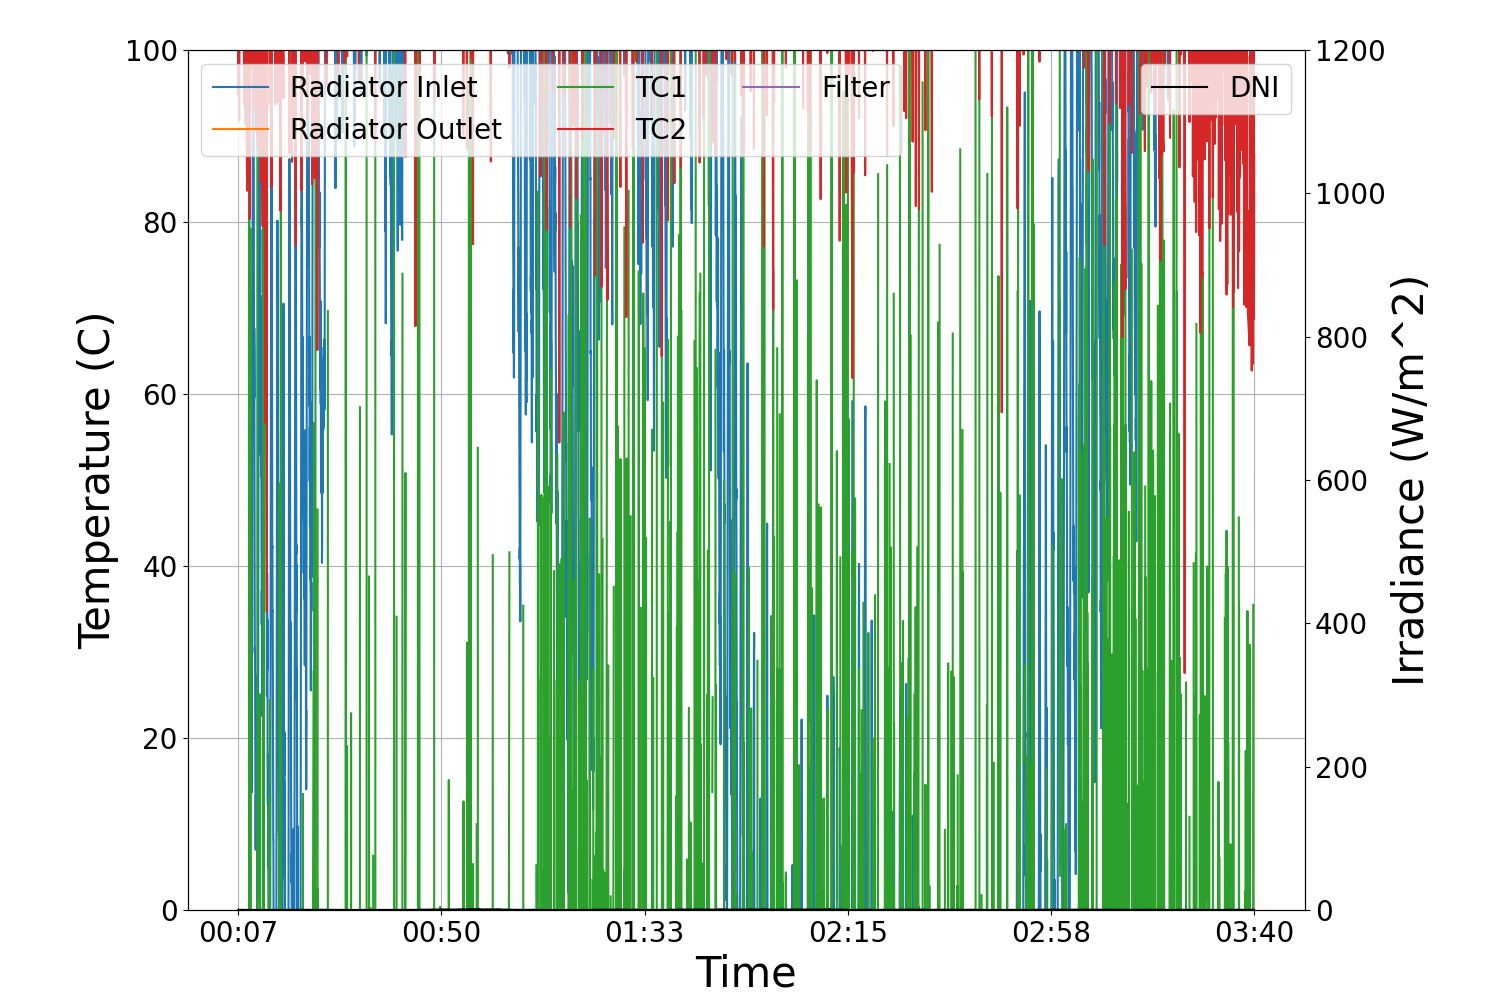 100
80
60
40
20
0
Temperature (C)
Radiator Inlet
Radiator Outlet
TC1
TC2
Filter
DNI
1200
1000
800
600
400
200
0
Irradiance (W/m^2)
00:07 00:50 01:33 02:15 02:58 03:40
Time